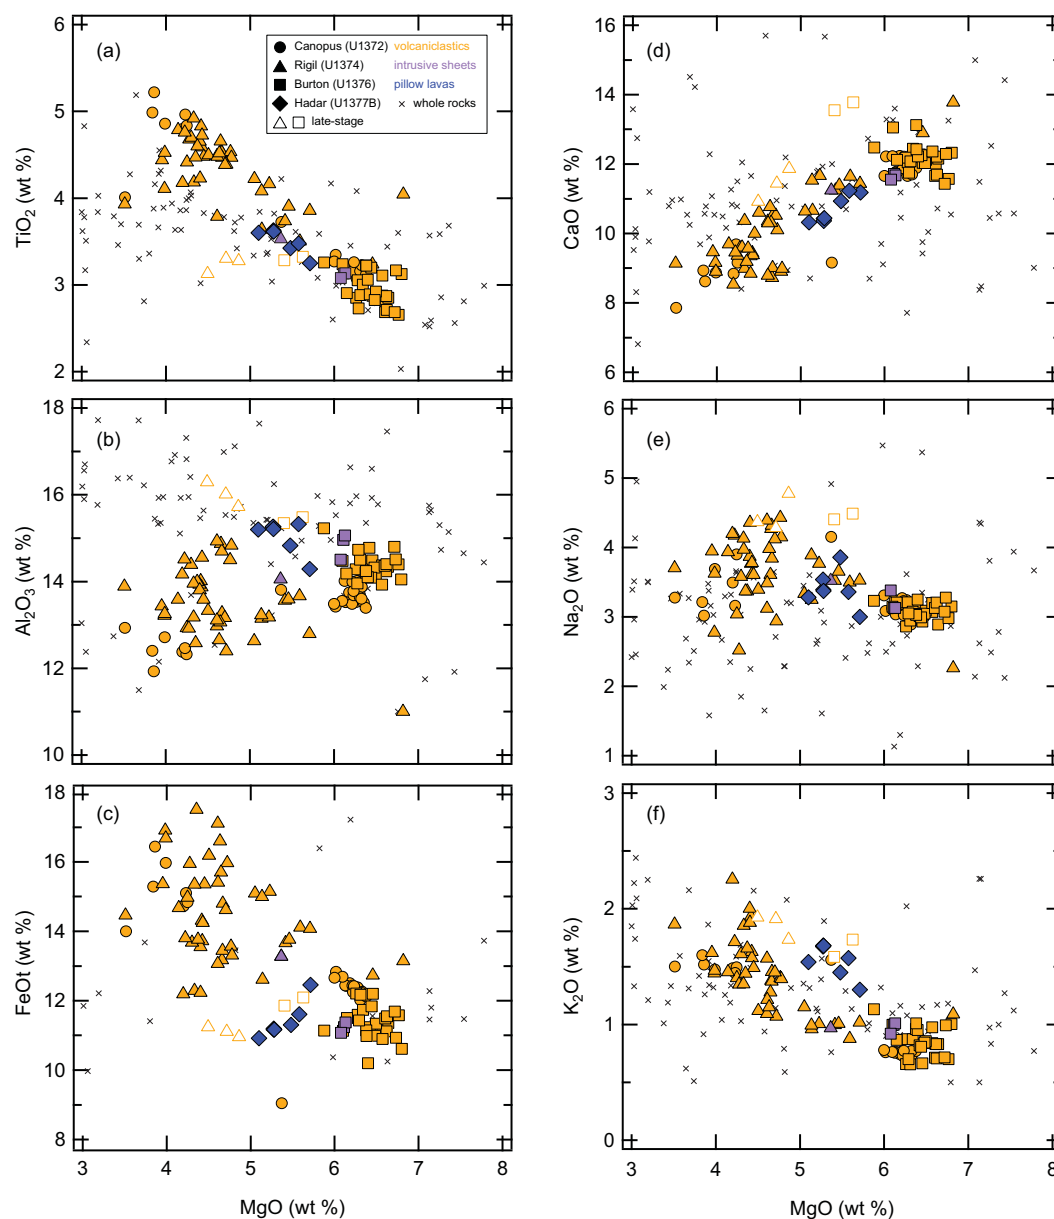 (a)
Canopus (U1372) volcaniclastics
Rigil (U1374) intrusive sheets
Burton (U1376) pillow lavas
Hadar (U1377B) × whole rocks
late-stage
6
5
4
3
2
TiO₂ (wt %)
(d)
16
14
12
10
8
6
CaO (wt %)
(b)
18
16
14
12
10
Al₂O₃ (wt %)
(e)
6
5
4
3
2
1
Na₂O (wt %)
(c)
18
16
14
12
10
8
FeOt (wt %)
3 4 5 6 7 8
MgO (wt %)
(f)
3
2
1
0
K₂O (wt %)
3 4 5 6 7 8
MgO (wt %)